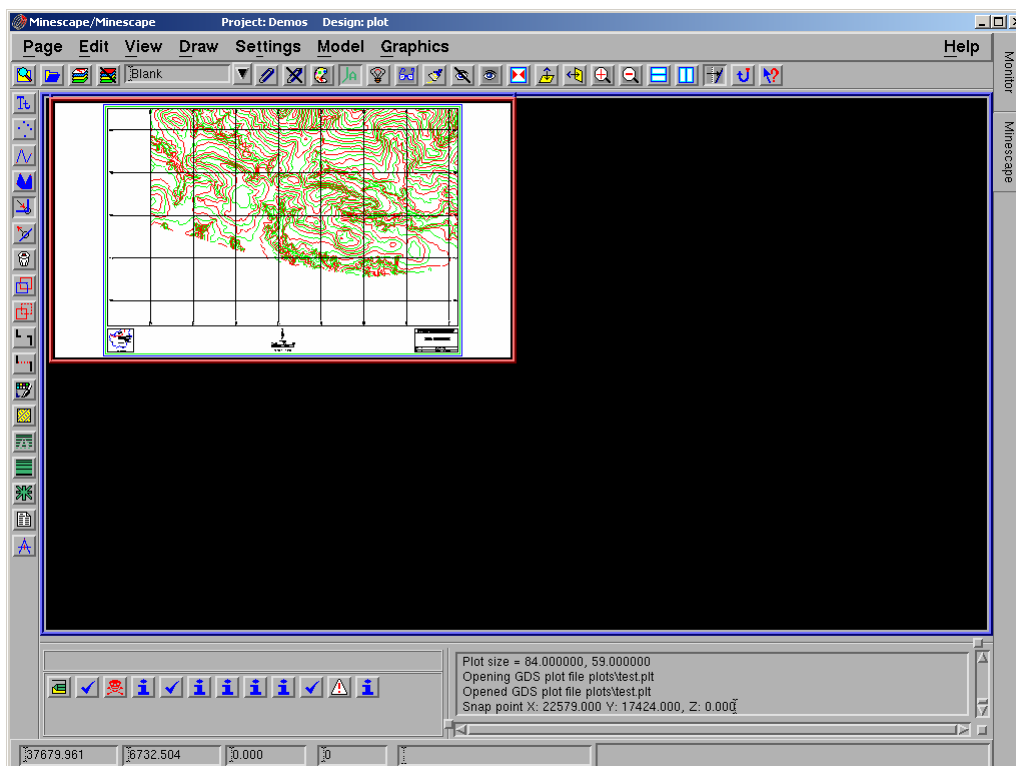 Minescape/Minescape Project: Demos Design: plot
Page Edit View Draw Settings Model Graphics Help
Blank
Monitor
Minescape
Tt
Plot size = 84.000000, 59.000000
Opening GDS plot file plots\test.plt
Opened GDS plot file plots\test.plt
Snap point X: 22579.000 Y: 17424.000, Z: 0.000
37679.961 6732.504 0.000 0